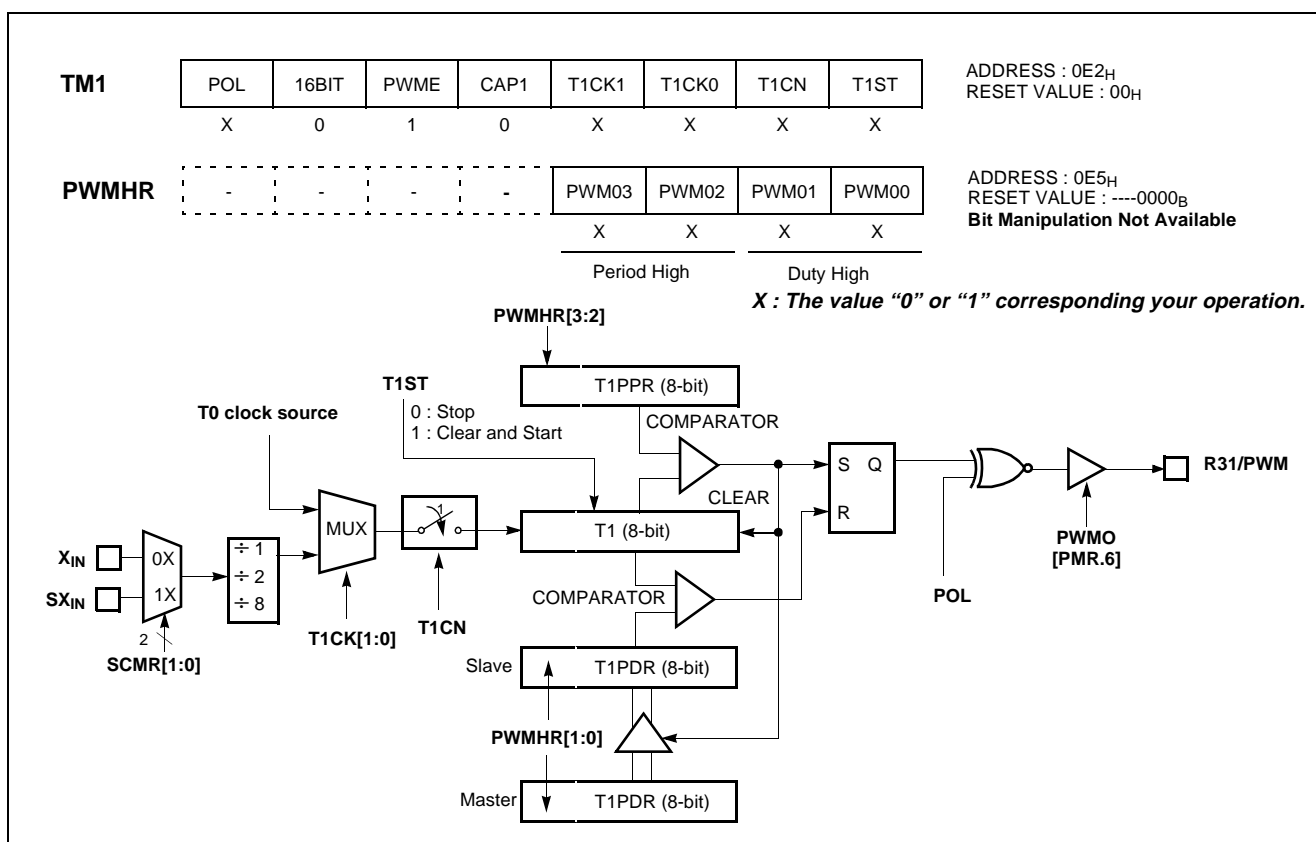 TM1 POL 16BIT PWME CAP1 T1CK1 T1CK0 T1CN T1ST
X 0 1 0 X X X X
ADDRESS : 0E2H
RESET VALUE : 00H
PWMHR - - - - PWM03 PWM02 PWM01 PWM00
X X X X
Period High Duty High
ADDRESS : 0E5H
RESET VALUE : ----0000B
Bit Manipulation Not Available
X : The value “0” or “1” corresponding your operation.
PWMHR[3:2]
T1PPR (8-bit)
T1ST
0 : Stop
1 : Clear and Start
T0 clock source
COMPARATOR
S Q
R
R31/PWM
CLEAR
1
MUX
T1 (8-bit)
XIN
SXIN
0X
1X
÷ 1
÷ 2
÷ 8
PWMO
[PMR.6]
POL
COMPARATOR
2
SCMR[1:0]
T1CK[1:0]
T1CN
Slave T1PDR (8-bit)
PWMHR[1:0]
Master T1PDR (8-bit)